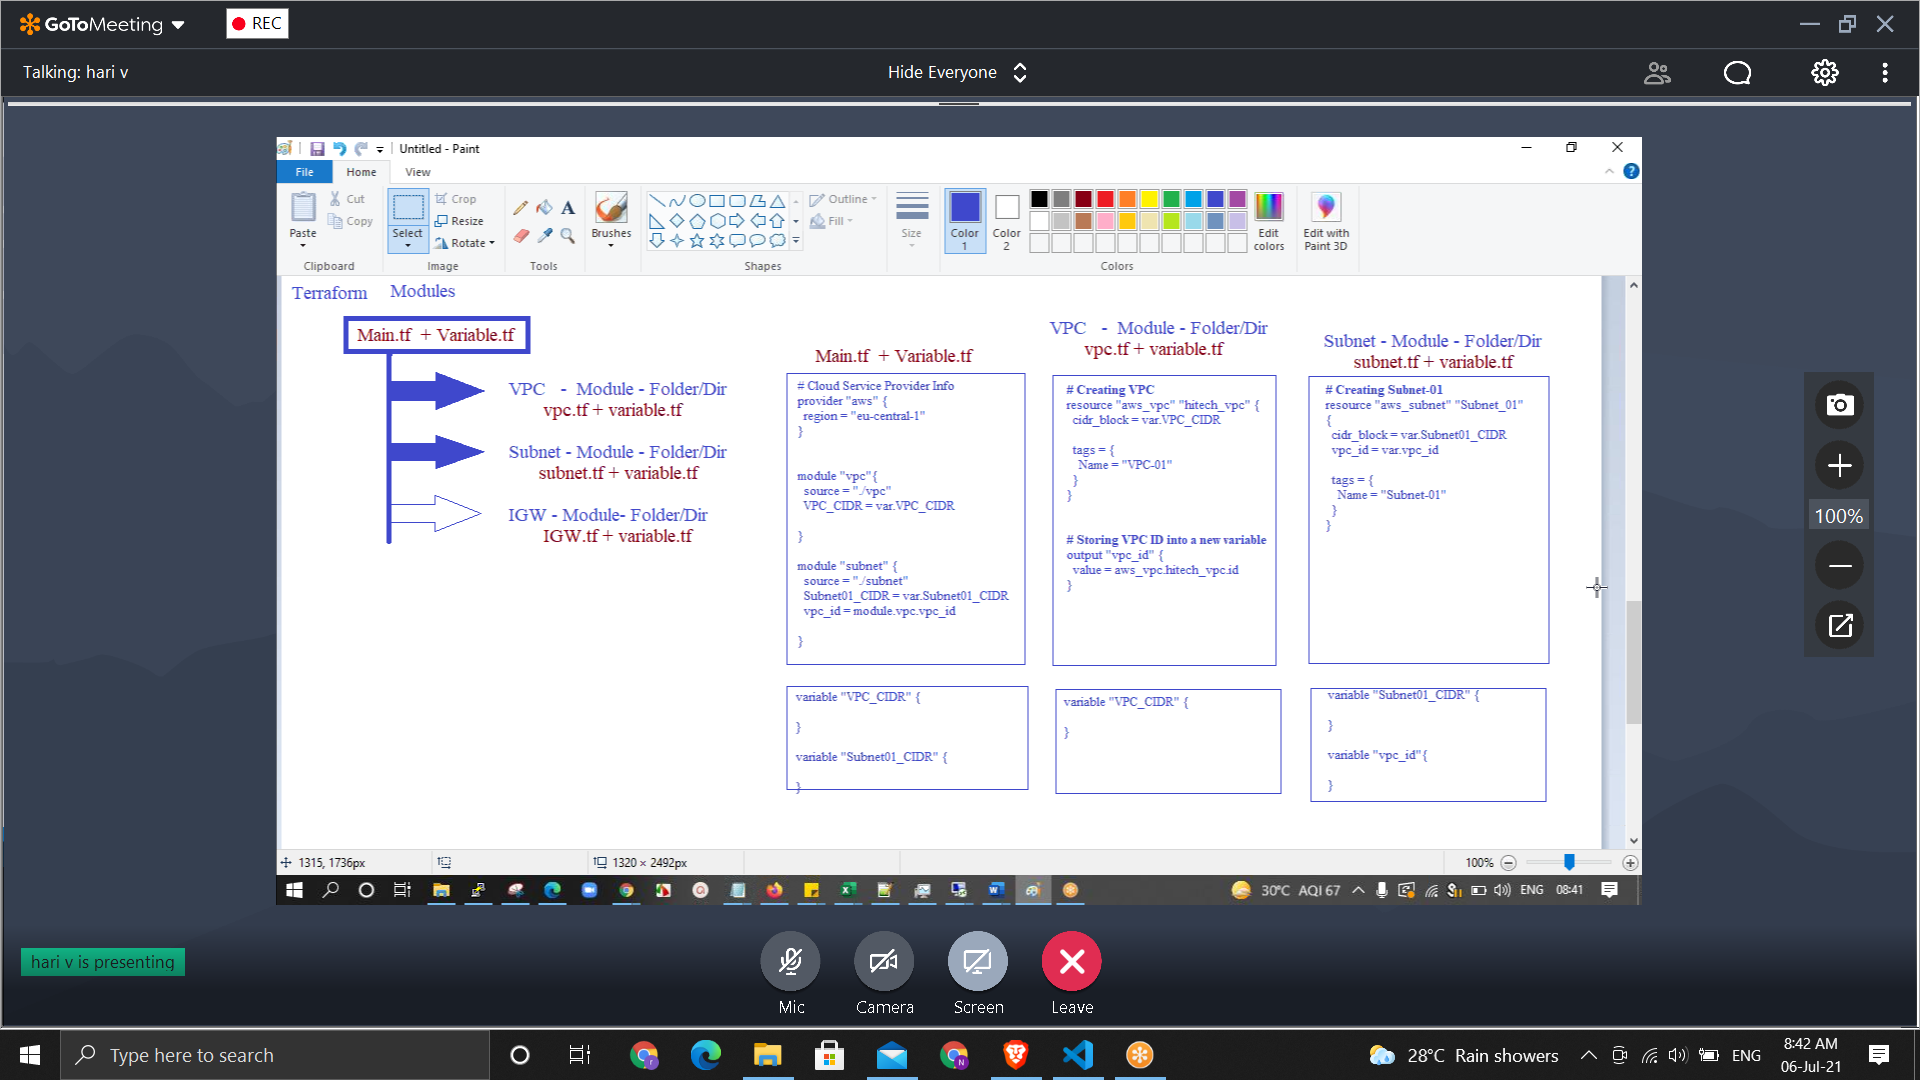 GoToMeeting
REC
Talking: hari v
Hide Everyone
Untitled - Paint
File
Home
View
Paste
Cut
Copy
Clipboard
Select
Crop
Resize
Rotate
Image
Tools
Brushes
Shapes
Outline
Fill
Size
Color
1
Color
2
Edit
colors
Colors
Edit with
Paint 3D
Terraform Modules
Main.tf + Variable.tf
VPC - Module - Folder/Dir
vpc.tf + variable.tf
Subnet - Module - Folder/Dir
subnet.tf + variable.tf
IGW - Module- Folder/Dir
IGW.tf + variable.tf
Main.tf + Variable.tf
# Cloud Service Provider Info
provider "aws" {
region = "eu-central-1"
}
module "vpc"{
source = "./vpc"
VPC_CIDR = var.VPC_CIDR
}
module "subnet" {
source = "./subnet"
Subnet01_CIDR = var.Subnet01_CIDR
vpc_id = module.vpc.vpc_id
}
variable "VPC_CIDR" {
}
variable "Subnet01_CIDR" {
}
VPC - Module - Folder/Dir
vpc.tf + variable.tf
# Creating VPC
resource "aws_vpc" "hitech_vpc" {
cidr_block = var.VPC_CIDR
tags = {
Name = "VPC-01"
}
}
# Storing VPC ID into a new variable
output "vpc_id" {
value = aws_vpc.hitech_vpc.id
}
variable "VPC_CIDR" {
}
Subnet - Module - Folder/Dir
subnet.tf + variable.tf
# Creating Subnet-01
resource "aws_subnet" "Subnet_01"
{
cidr_block = var.Subnet01_CIDR
vpc_id = var.vpc_id
tags = {
Name = "Subnet-01"
}
}
variable "Subnet01_CIDR" {
}
variable "vpc_id"{
}
100%
1315, 1736px
1320 × 2492px
100%
30°C AQI 67
ENG
08:41
hari v is presenting
Mic
Camera
Screen
Leave
Type here to search
28°C Rain showers
ENG
8:42 AM
06-Jul-21